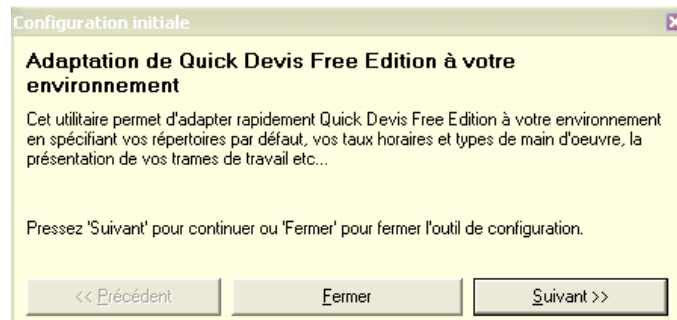 Configuration initiale
Adaptation de Quick Devis Free Edition à votre
environnement
Cet utilitaire permet d'adapter rapidement Quick Devis Free Edition à votre environnement
en spécifiant vos répertoires par défaut, vos taux horaires et types de main d'oeuvre, la
présentation de vos trames de travail etc...
Pressez 'Suivant' pour continuer ou 'Fermer' pour fermer l'outil de configuration.
<< Précédent
Fermer
Suivant >>